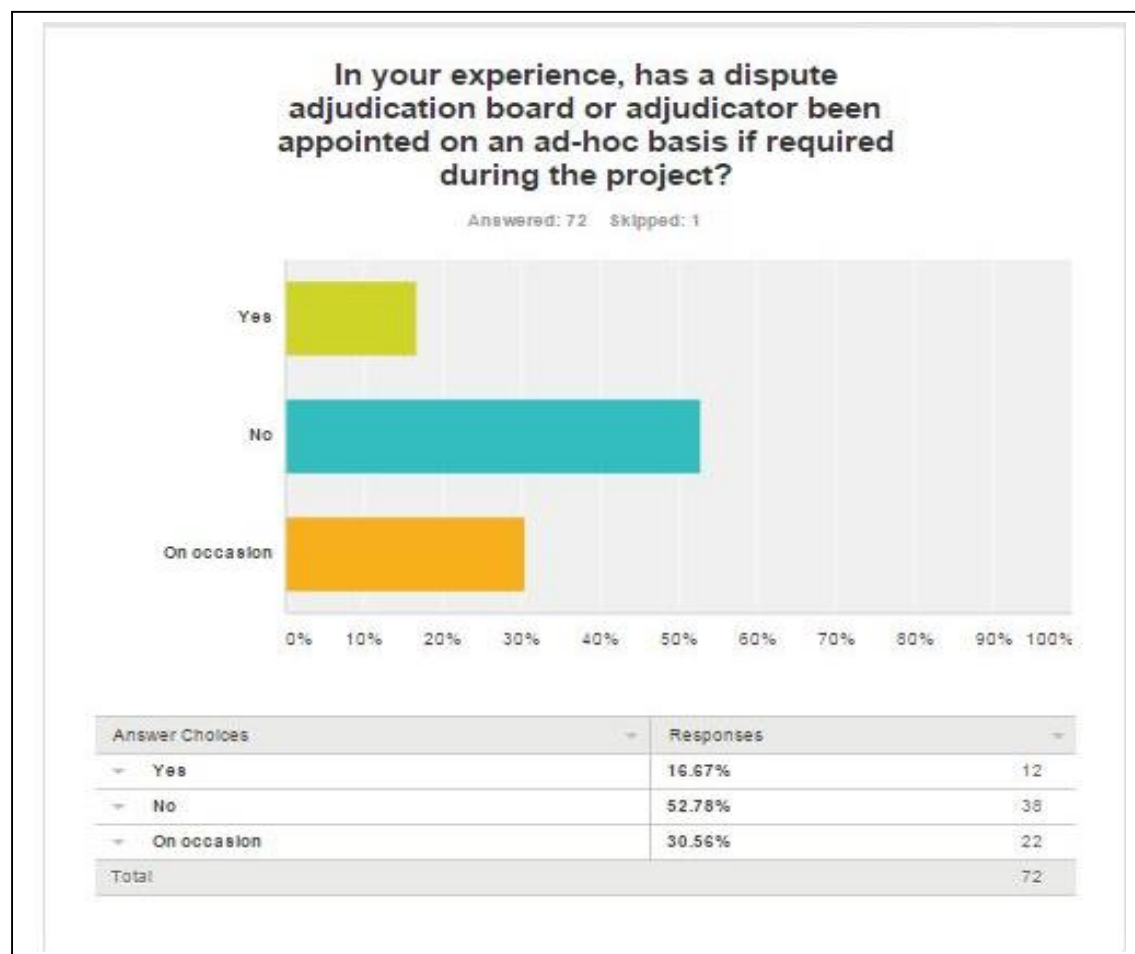 In your experience, has a dispute
adjudication board or adjudicator been
appointed on an ad-hoc basis if required
during the project?
Answered: 72 Skipped: 1
Yes
No
On occasion
0% 10% 20% 30% 40% 50% 60% 70% 80% 90% 100%
Answer Choices Responses
Yes 16.67% 12
No 52.78% 38
On occasion 30.56% 22
Total 72